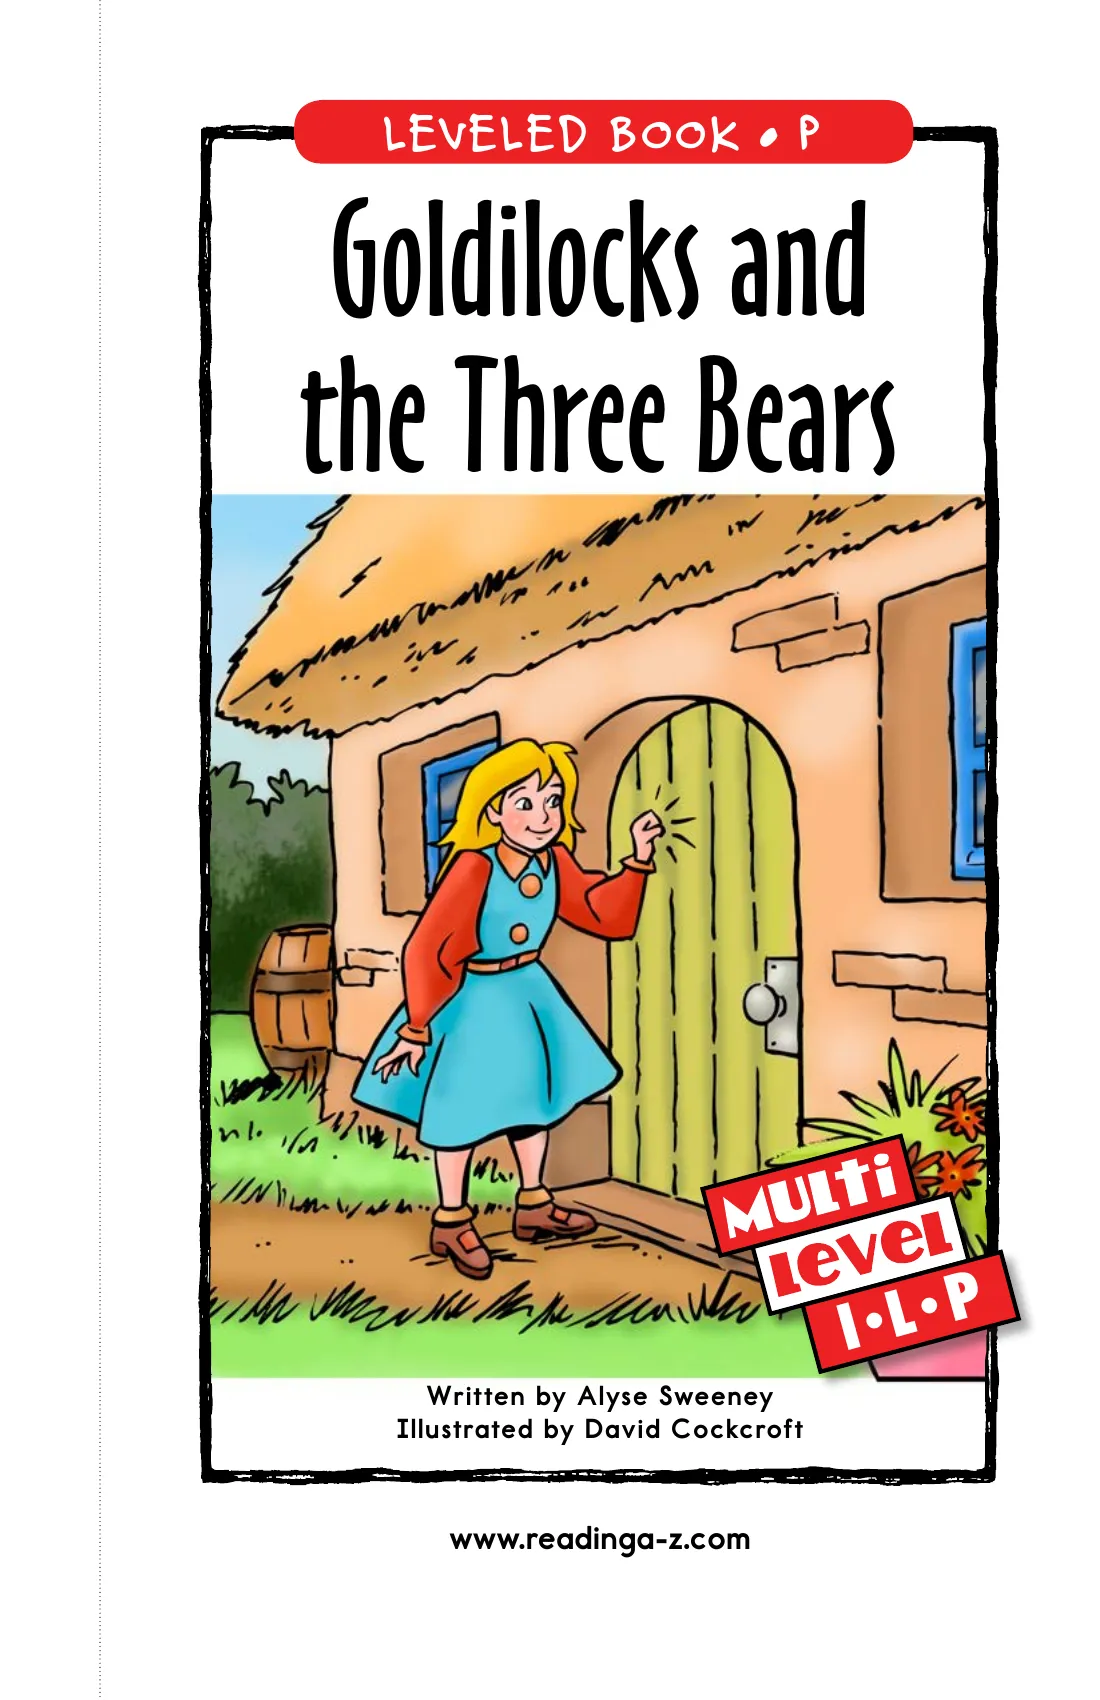 LEVELED BOOK • P
Goldilocks and
the Three Bears
Multi
level
I•L•P
Written by Alyse Sweeney
Illustrated by David Cockcroft
www.readinga-z.com